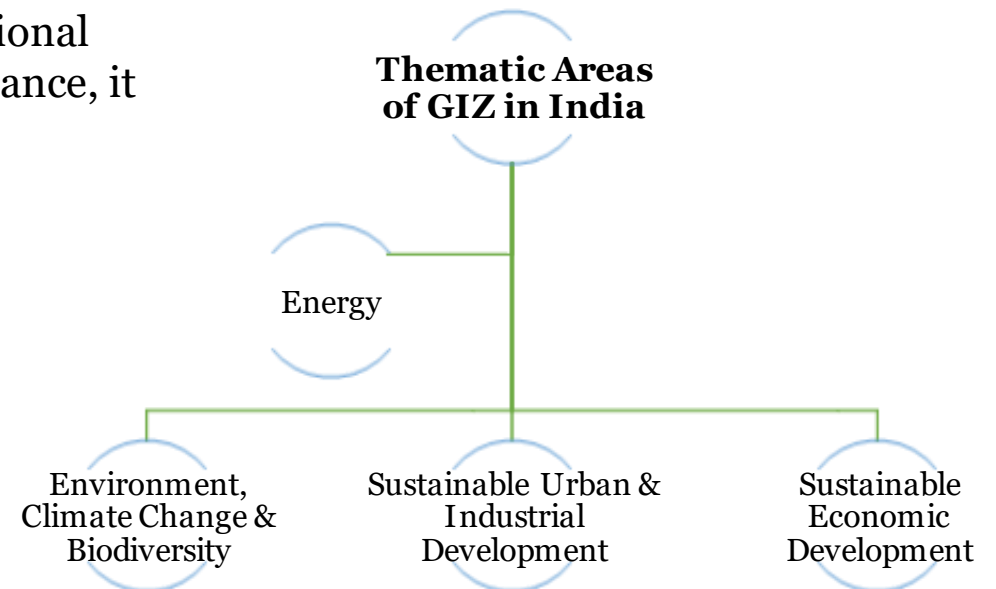 ional
ance, it
Thematic Areas
of GIZ in India
Energy
Environment,
Climate Change &
Biodiversity
Sustainable Urban &
Industrial
Development
Sustainable
Economic
Development